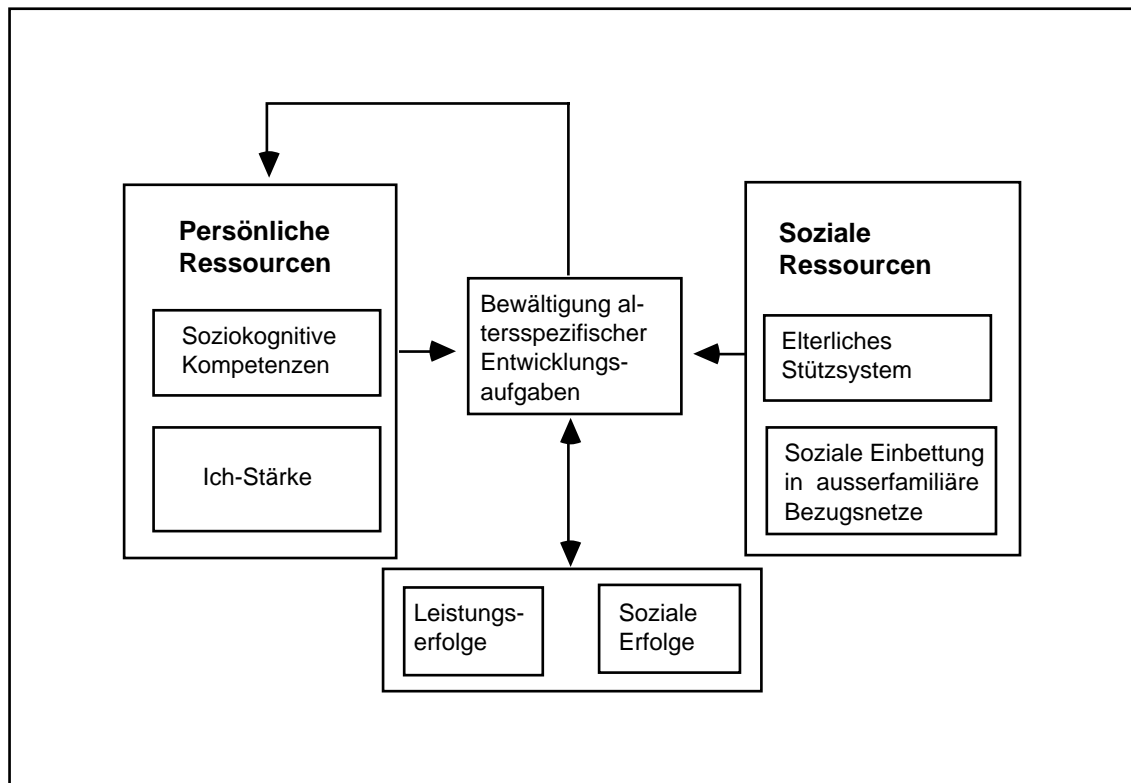 Persönliche
Ressourcen
Soziokognitive
Kompetenzen
Ich-Stärke
Bewältigung al-
tersspezifischer
Entwicklungs-
aufgaben
Soziale
Ressourcen
Elterliches
Stützsystem
Soziale Einbettung
in ausserfamiliäre
Bezugsnetze
Leistungs-
erfolge
Soziale
Erfolge